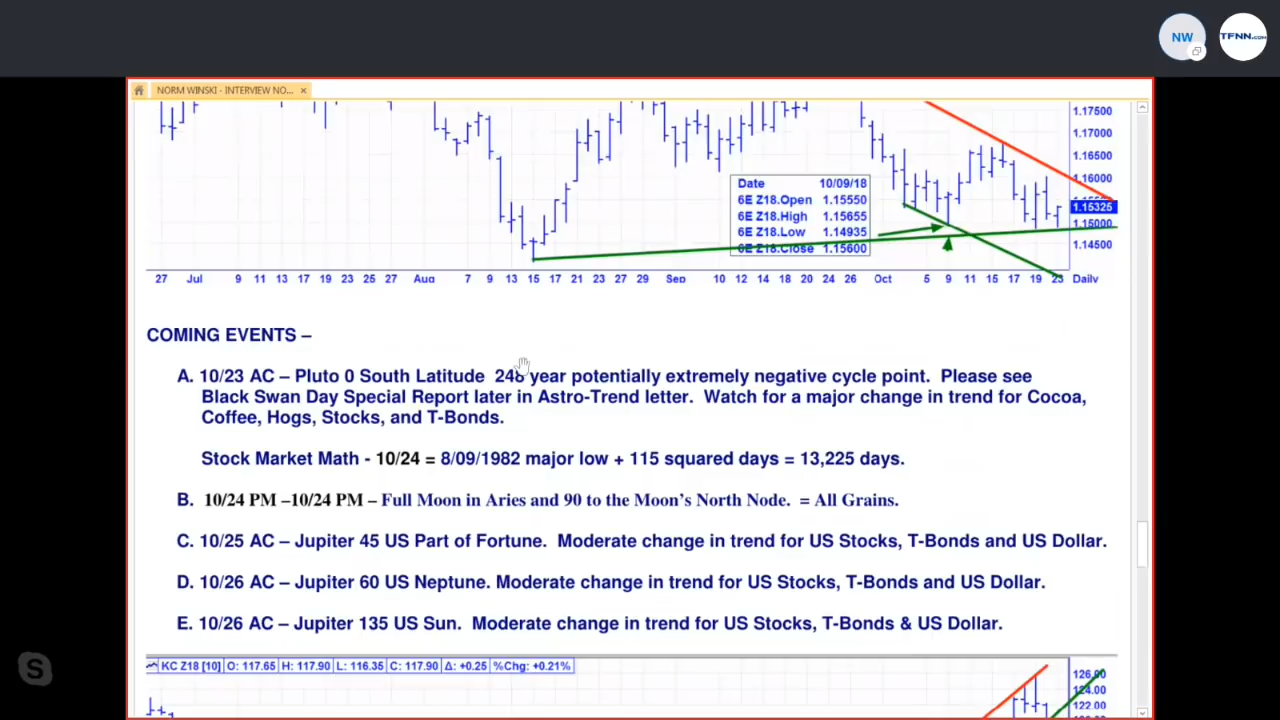 NW
TFNN.COM
NORM WINSKI - INTERVIEW NO... ×
1.17500
1.17000
1.16500
1.16000
1.15325
1.15000
1.14500
Date 10/09/18
6E Z18.Open 1.15550
6E Z18.High 1.15655
6E Z18.Low 1.14935
6E Z18.Close 1.15600
27 Jul 9 11 13 17 19 23 25 27 Aug 7 9 13 15 17 21 23 27 29 Sep 10 12 14 18 20 24 26 Oct 5 9 11 15 17 19 23 Daily
COMING EVENTS –
A. 10/23 AC – Pluto 0 South Latitude 248 year potentially extremely negative cycle point. Please see
Black Swan Day Special Report later in Astro-Trend letter. Watch for a major change in trend for Cocoa,
Coffee, Hogs, Stocks, and T-Bonds.
Stock Market Math - 10/24 = 8/09/1982 major low + 115 squared days = 13,225 days.
B. 10/24 PM –10/24 PM – Full Moon in Aries and 90 to the Moon’s North Node. = All Grains.
C. 10/25 AC – Jupiter 45 US Part of Fortune. Moderate change in trend for US Stocks, T-Bonds and US Dollar.
D. 10/26 AC – Jupiter 60 US Neptune. Moderate change in trend for US Stocks, T-Bonds and US Dollar.
E. 10/26 AC – Jupiter 135 US Sun. Moderate change in trend for US Stocks, T-Bonds & US Dollar.
KC Z18 [10] O: 117.65 H: 117.90 L: 116.35 C: 117.90 Δ: +0.25 %Chg: +0.21%
126.00
124.00
122.00
S